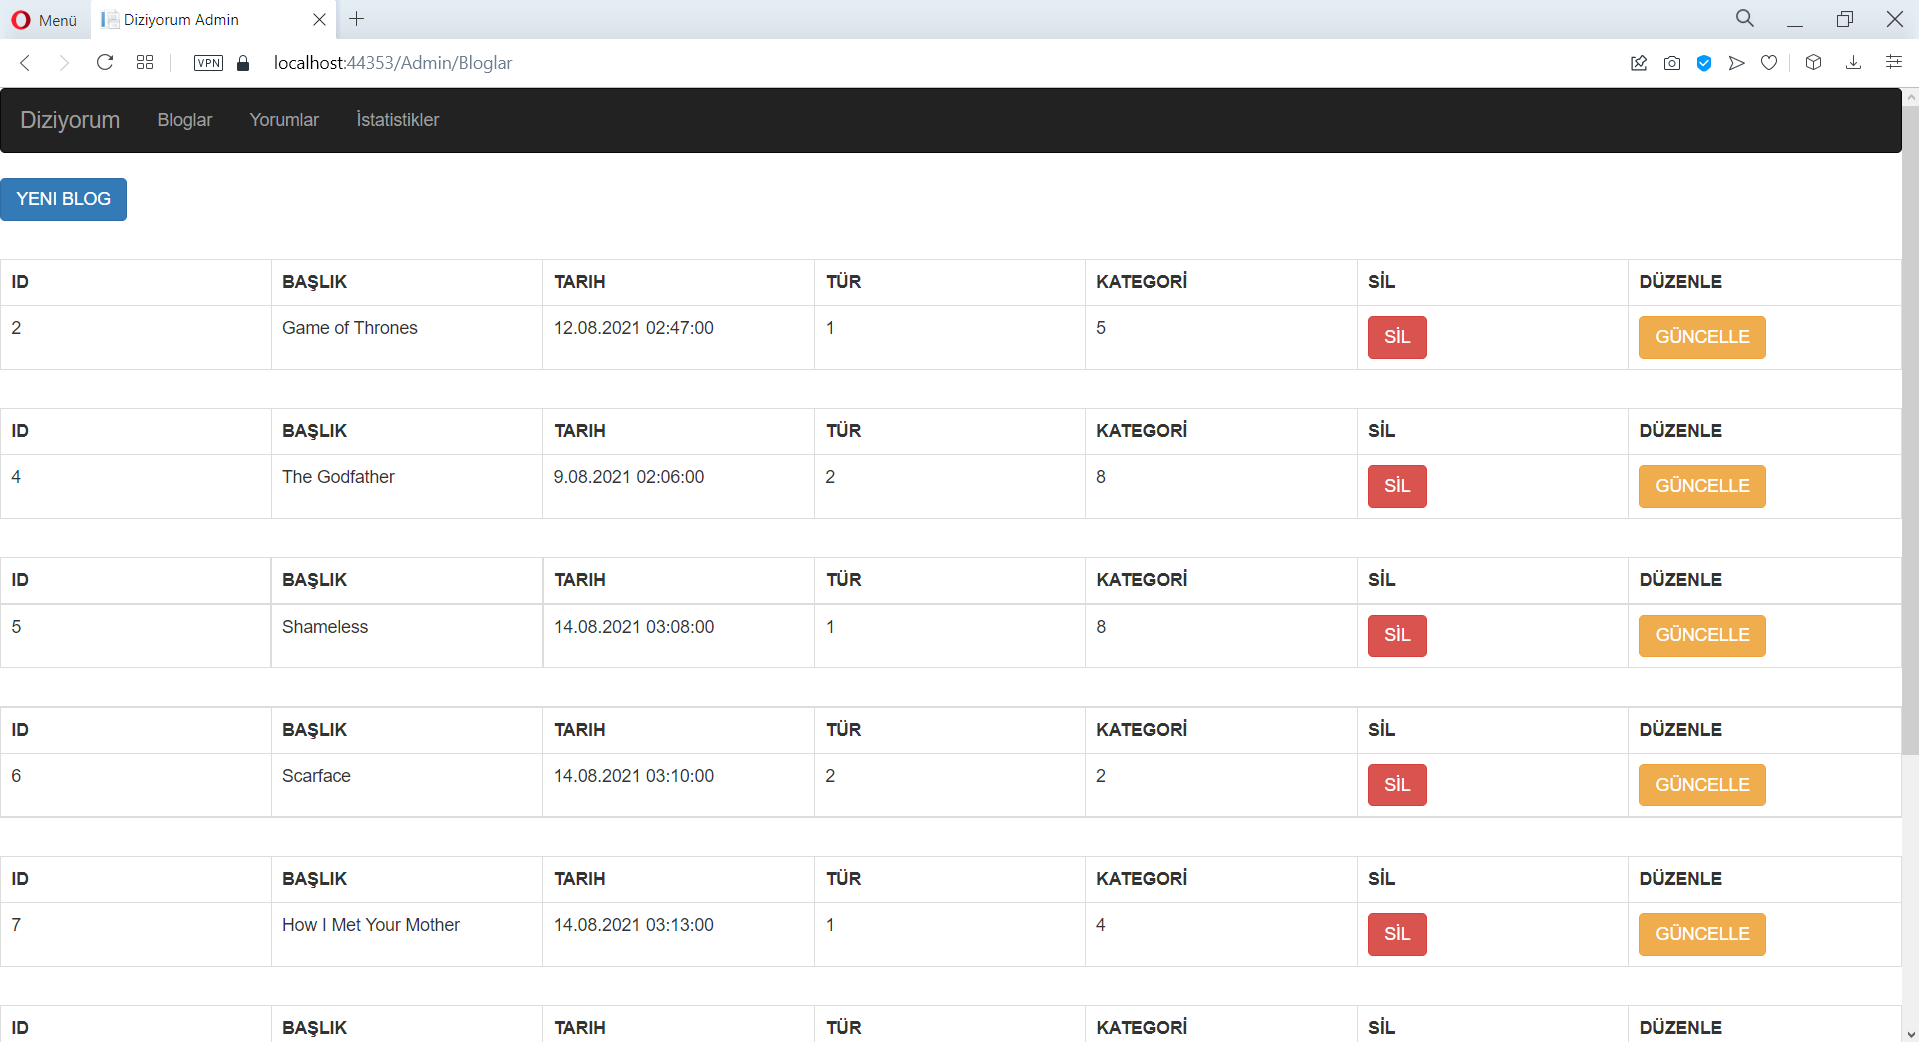 Menü Diziyorum Admin
VPN localhost:44353/Admin/Bloglar
Diziyorum Bloglar Yorumlar İstatistikler
YENI BLOG
ID BAŞLIK TARIH TÜR KATEGORİ SİL DÜZENLE
2 Game of Thrones 12.08.2021 02:47:00 1 5 SİL GÜNCELLE
ID BAŞLIK TARIH TÜR KATEGORİ SİL DÜZENLE
4 The Godfather 9.08.2021 02:06:00 2 8 SİL GÜNCELLE
ID BAŞLIK TARIH TÜR KATEGORİ SİL DÜZENLE
5 Shameless 14.08.2021 03:08:00 1 8 SİL GÜNCELLE
ID BAŞLIK TARIH TÜR KATEGORİ SİL DÜZENLE
6 Scarface 14.08.2021 03:10:00 2 2 SİL GÜNCELLE
ID BAŞLIK TARIH TÜR KATEGORİ SİL DÜZENLE
7 How I Met Your Mother 14.08.2021 03:13:00 1 4 SİL GÜNCELLE
ID BAŞLIK TARIH TÜR KATEGORİ SİL DÜZENLE